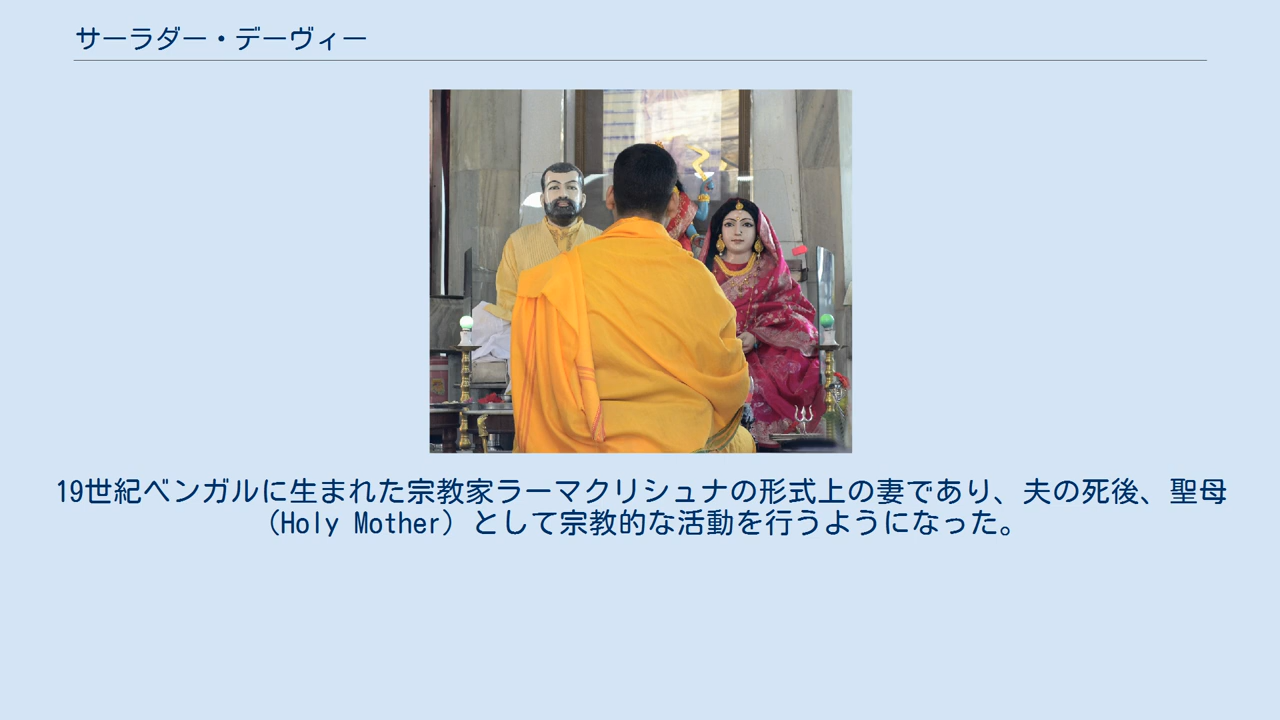 サーラダー・デーヴィー
19世紀ベンガルに生まれた宗教家ラーマクリシュナの形式上の妻であり、夫の死後、聖母
（Holy Mother）として宗教的な活動を行うようになった。